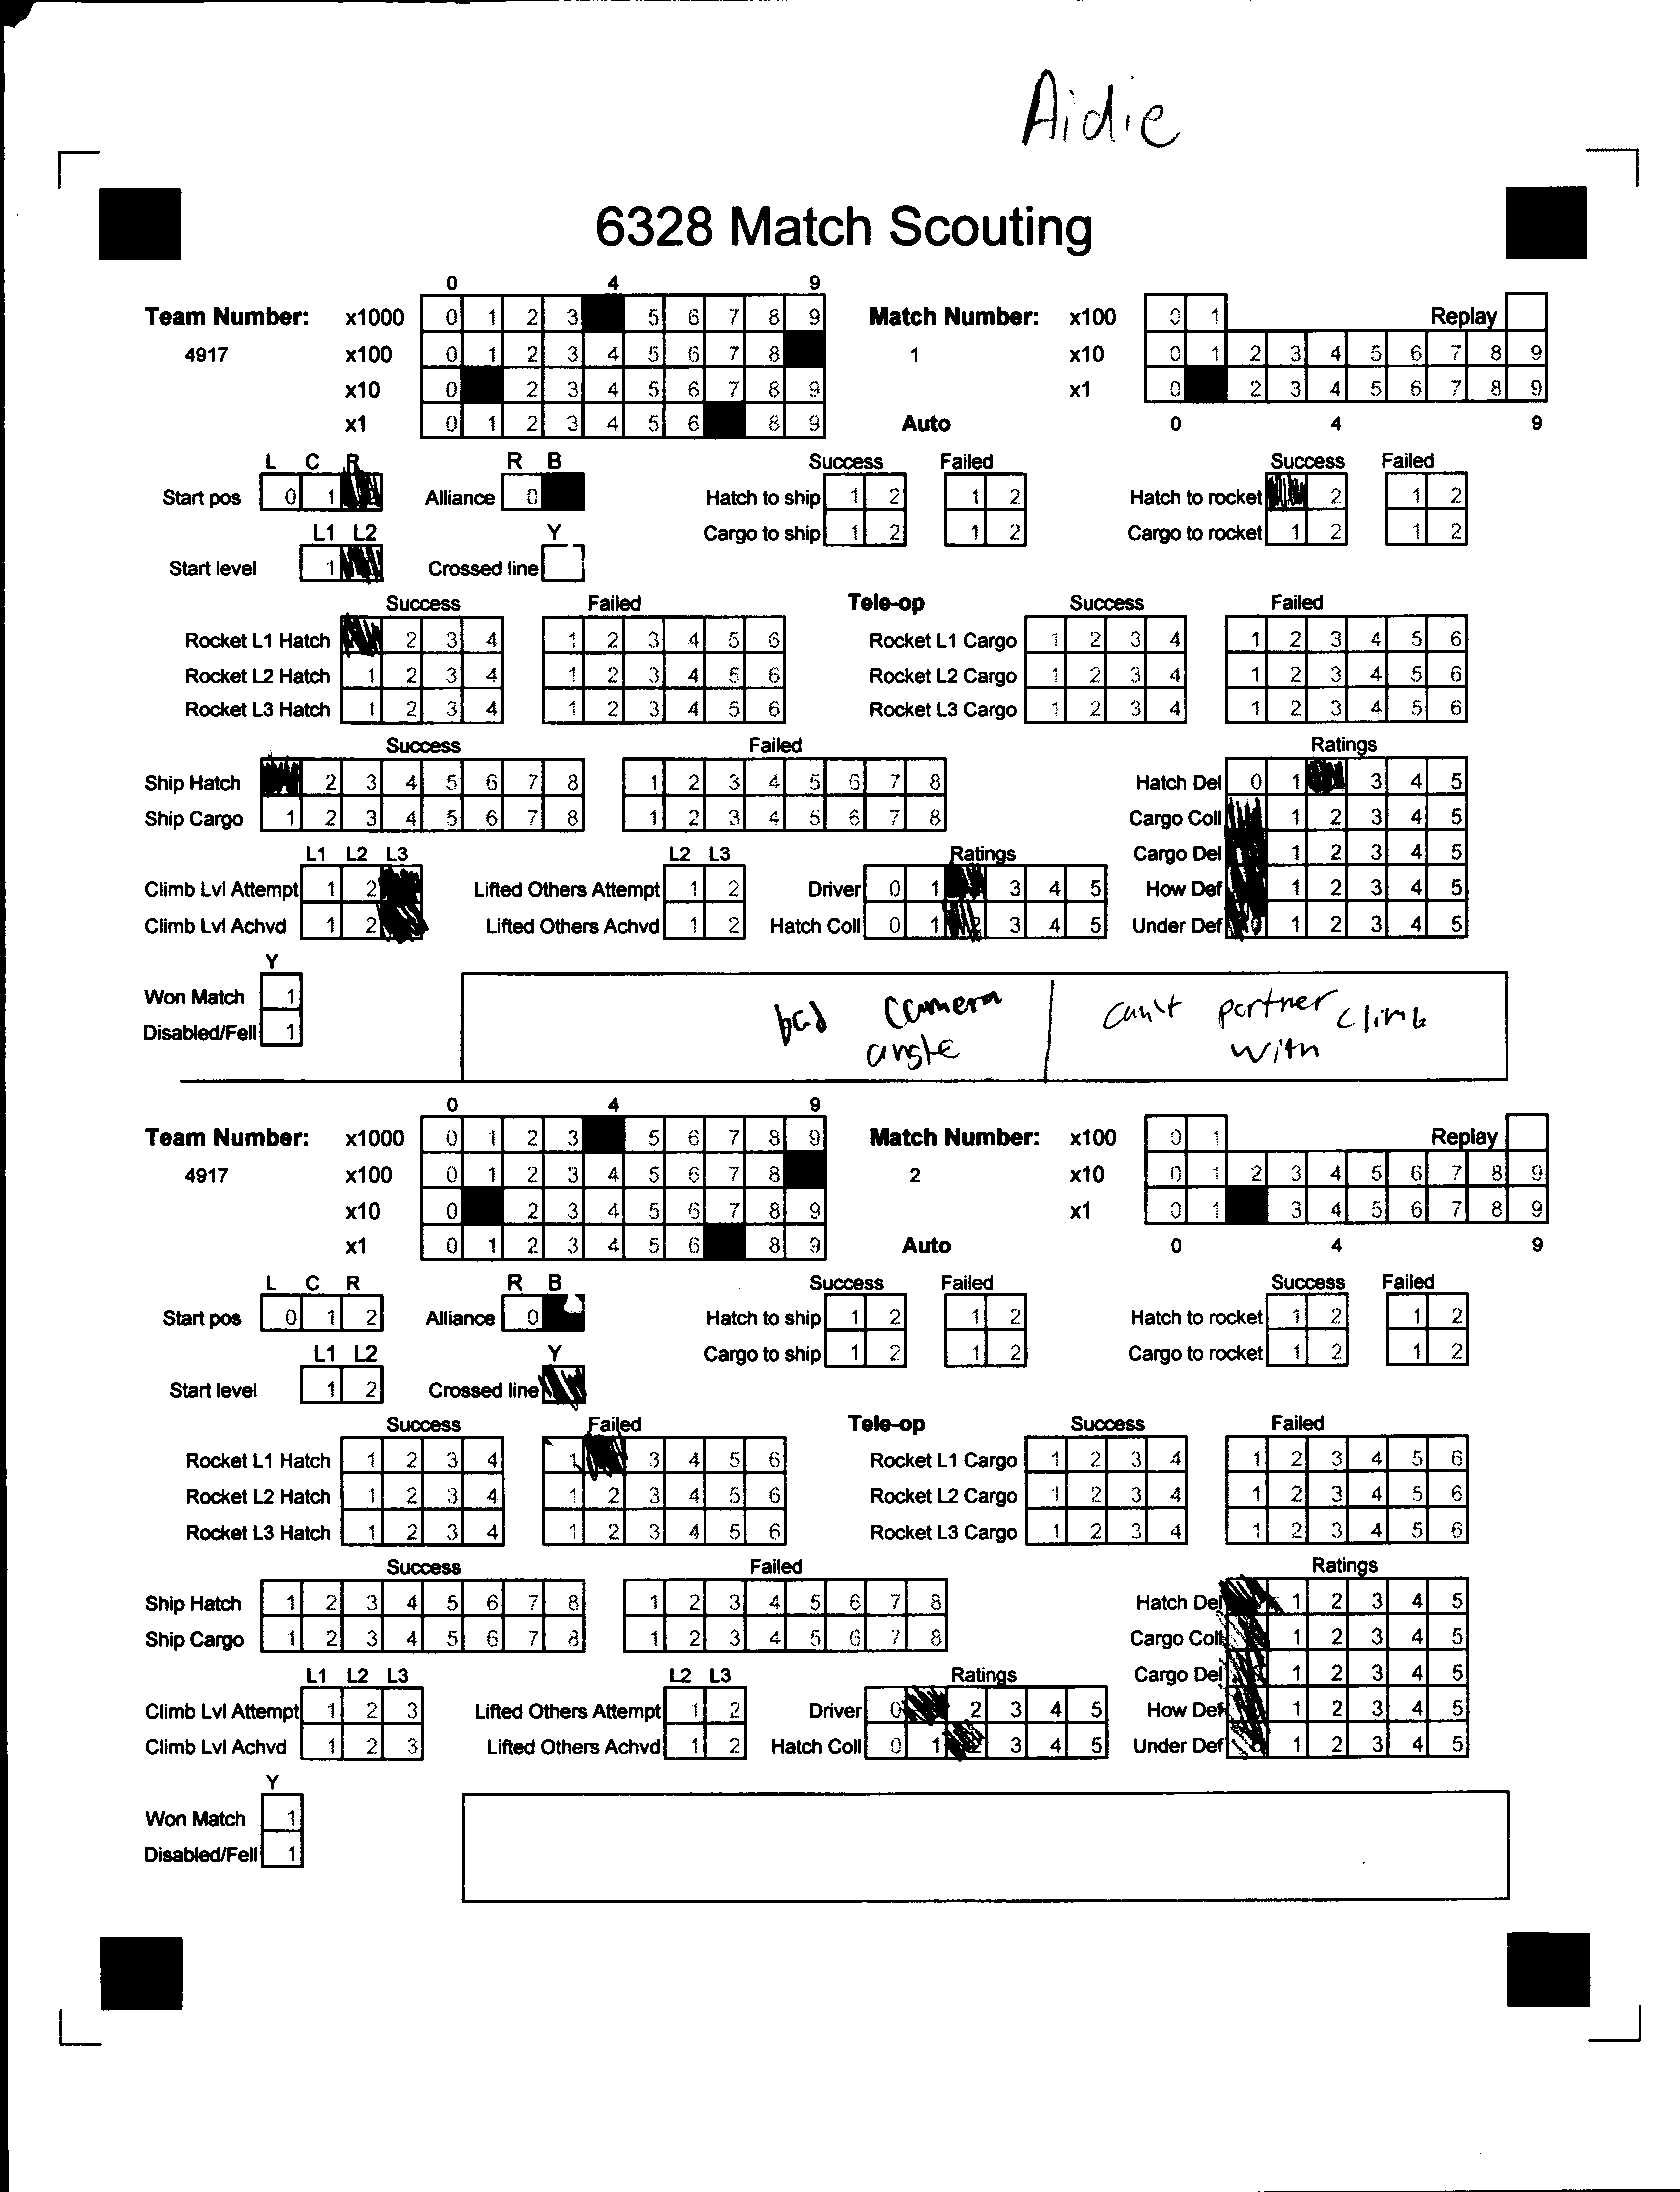 Aidie
6328 Match Scouting
0 4 9
Team Number: x1000 0 1 2 3 5 6 7 8 9 Match Number: x100 0 1 Replay
4917 x100 0 1 2 3 4 5 6 7 8 1 x10 0 1 2 3 4 5 6 7 8 9
x10 0 2 3 4 5 6 7 8 9 x1 0 2 3 4 5 6 7 8 9
x1 0 1 2 3 4 5 6 8 9 Auto 0 4 9
L C R R B Success Failed Success Failed
Start pos 0 1 Alliance 0 Hatch to ship 1 2 1 2 Hatch to rocket 2 1 2
L1 L2 Y Cargo to ship 1 2 1 2 Cargo to rocket 1 2 1 2
Start level 1 Crossed line
Success Failed Tele-op Success Failed
Rocket L1 Hatch 2 3 4 1 2 3 4 5 6 Rocket L1 Cargo 1 2 3 4 1 2 3 4 5 6
Rocket L2 Hatch 1 2 3 4 1 2 3 4 5 6 Rocket L2 Cargo 1 2 3 4 1 2 3 4 5 6
Rocket L3 Hatch 1 2 3 4 1 2 3 4 5 6 Rocket L3 Cargo 1 2 3 4 1 2 3 4 5 6
Success Failed Ratings
Ship Hatch 2 3 4 5 6 7 8 1 2 3 4 5 6 7 8 Hatch Del 0 1 3 4 5
Ship Cargo 1 2 3 4 5 6 7 8 1 2 3 4 5 6 7 8 Cargo Coll 1 2 3 4 5
L1 L2 L3 L2 L3 Ratings Cargo Del 1 2 3 4 5
Climb Lvl Attempt 1 2 Lifted Others Attempt 1 2 Driver 0 1 3 4 5 How Def 1 2 3 4 5
Climb Lvl Achvd 1 2 Lifted Others Achvd 1 2 Hatch Coll 0 1 2 3 4 5 Under Def 1 2 3 4 5
Y
Won Match 1
Disabled/Fell 1
bad camera angle
can't partner climb with
0 4 9
Team Number: x1000 0 1 2 3 5 6 7 8 9 Match Number: x100 0 1 Replay
4917 x100 0 1 2 3 4 5 6 7 8 2 x10 0 1 2 3 4 5 6 7 8 9
x10 0 2 3 4 5 6 7 8 9 x1 0 1 3 4 5 6 7 8 9
x1 0 1 2 3 4 5 6 8 9 Auto 0 4 9
L C R R B Success Failed Success Failed
Start pos 0 1 2 Alliance 0 Hatch to ship 1 2 1 2 Hatch to rocket 1 2 1 2
L1 L2 Y Cargo to ship 1 2 1 2 Cargo to rocket 1 2 1 2
Start level 1 2 Crossed line
Success Failed Tele-op Success Failed
Rocket L1 Hatch 1 2 3 4 1 3 4 5 6 Rocket L1 Cargo 1 2 3 4 1 2 3 4 5 6
Rocket L2 Hatch 1 2 3 4 1 2 3 4 5 6 Rocket L2 Cargo 1 2 3 4 1 2 3 4 5 6
Rocket L3 Hatch 1 2 3 4 1 2 3 4 5 6 Rocket L3 Cargo 1 2 3 4 1 2 3 4 5 6
Success Failed Ratings
Ship Hatch 1 2 3 4 5 6 7 8 1 2 3 4 5 6 7 8 Hatch Del 1 2 3 4 5
Ship Cargo 1 2 3 4 5 6 7 8 1 2 3 4 5 6 7 8 Cargo Coll 1 2 3 4 5
L1 L2 L3 L2 L3 Ratings Cargo Del 1 2 3 4 5
Climb Lvl Attempt 1 2 3 Lifted Others Attempt 1 2 Driver 0 2 3 4 5 How Def 1 2 3 4 5
Climb Lvl Achvd 1 2 3 Lifted Others Achvd 1 2 Hatch Coll 0 1 3 4 5 Under Def 1 2 3 4 5
Y
Won Match 1
Disabled/Fell 1